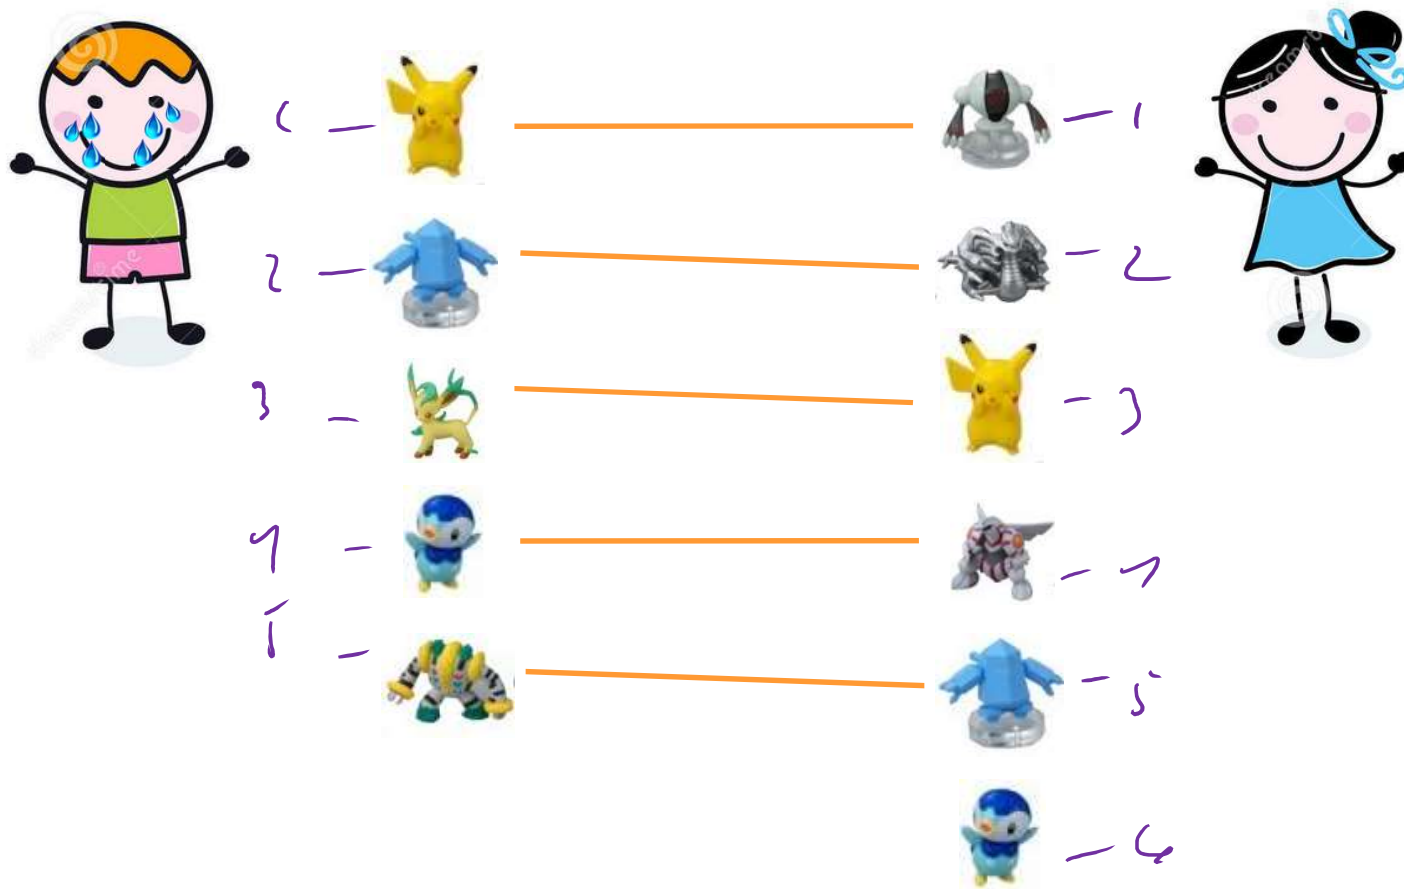 1 – – 1
2 – – 2
3 – – 3
4 – – 4
5 – – 5
– 6